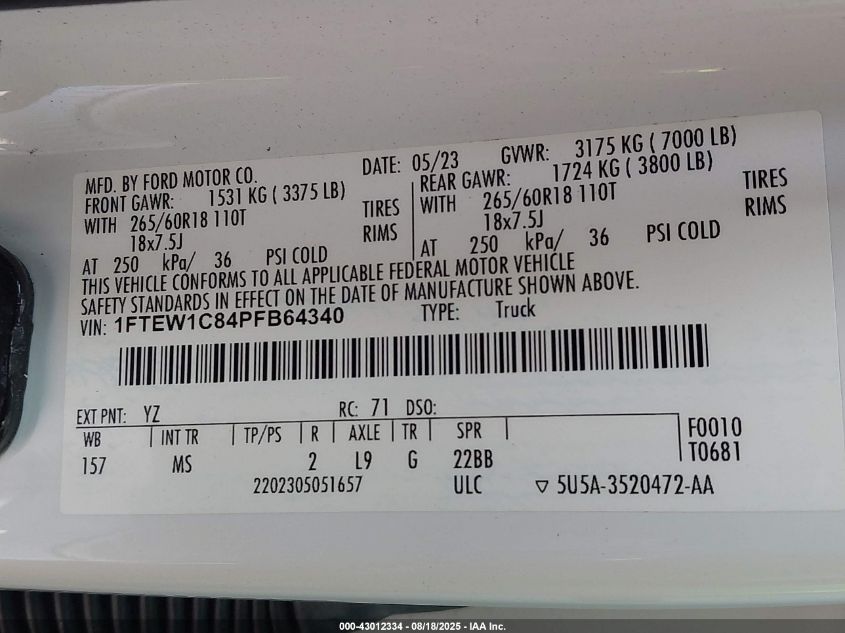 MFD. BY FORD MOTOR CO. DATE: 05/23 GVWR: 3175 KG ( 7000 LB)
FRONT GAWR: 1531 KG ( 3375 LB) REAR GAWR: 1724 KG ( 3800 LB)
WITH 265/60R18 110T TIRES WITH 265/60R18 110T TIRES
18x7.5J RIMS 18x7.5J RIMS
AT 250 kPa/ 36 PSI COLD AT 250 kPa/ 36 PSI COLD
THIS VEHICLE CONFORMS TO ALL APPLICABLE FEDERAL MOTOR VEHICLE
SAFETY STANDARDS IN EFFECT ON THE DATE OF MANUFACTURE SHOWN ABOVE.
VIN: 1FTEW1C84PFB64340 TYPE: Truck
EXT PNT: YZ RC: 71 DSO:
WB INT TR TP/PS R AXLE TR SPR F0010
157 MS 2 L9 G 22BB T0681
2202305051657 ULC ▽ 5U5A-3520472-AA
000-43012334 - 08/18/2025 - IAA Inc.